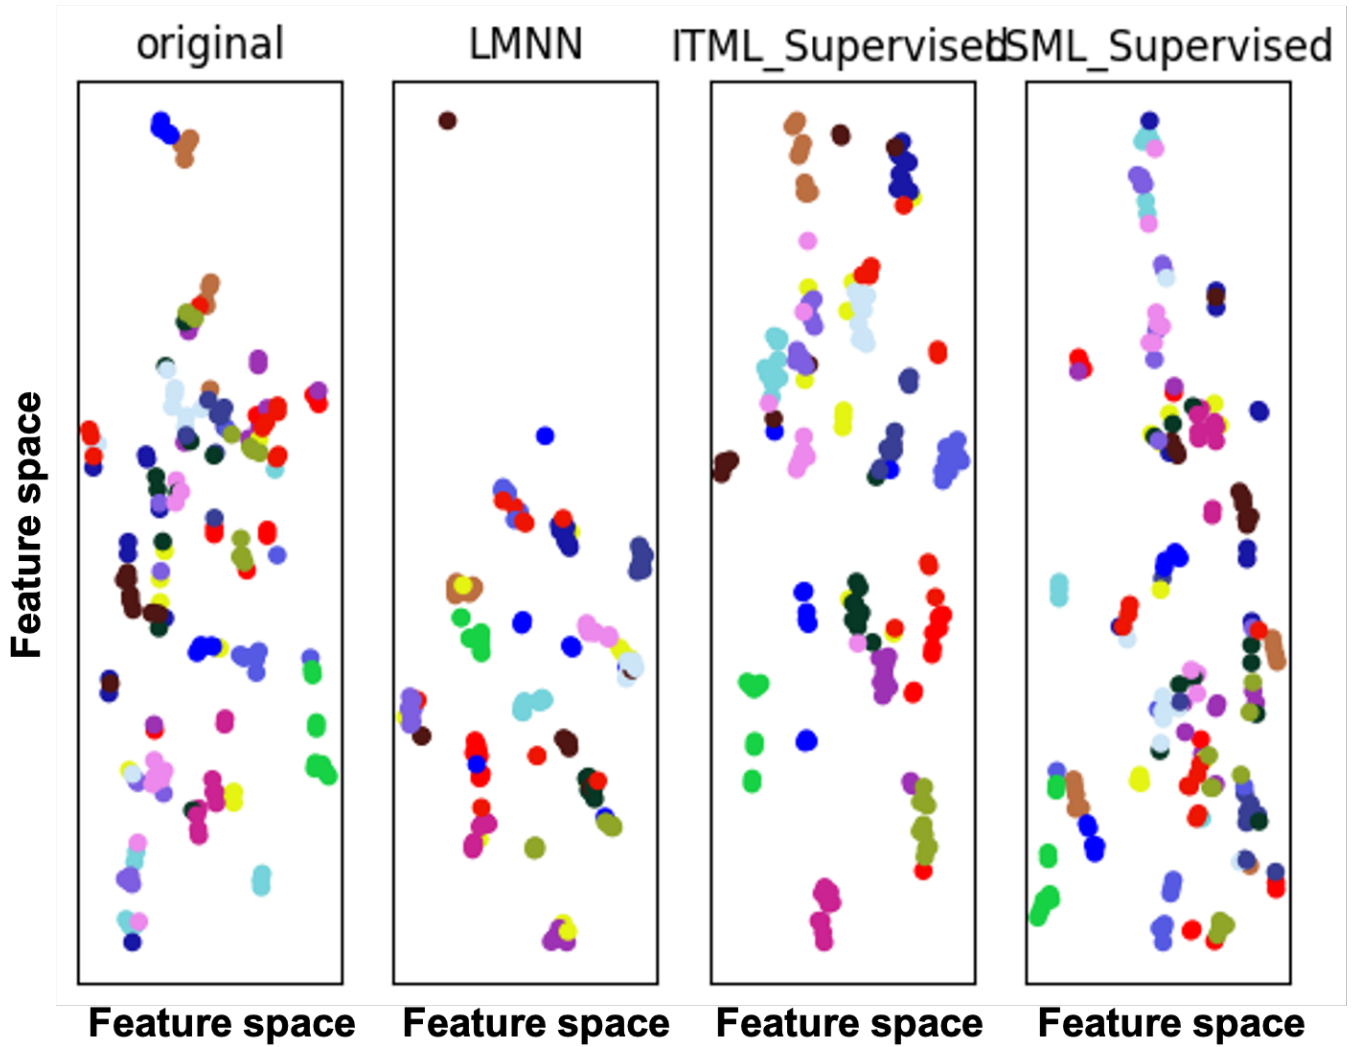 original
LMNN
ITML_Supervised
LSML_Supervised
Feature space
Feature space
Feature space
Feature space
Feature space